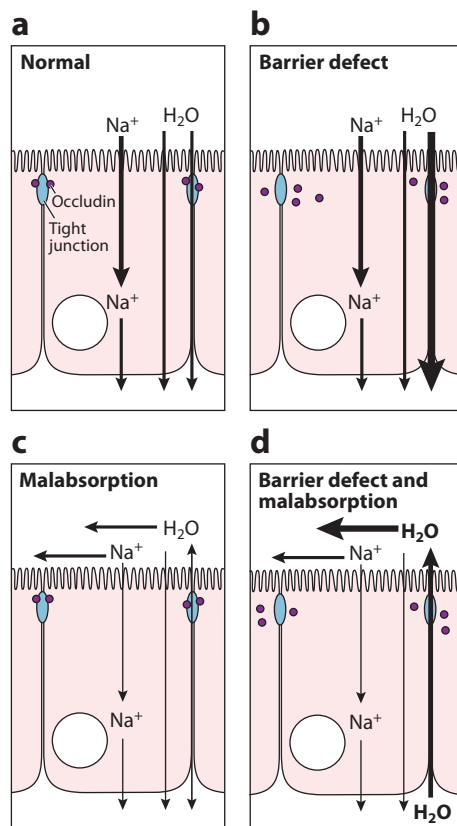 a
Normal
Na⁺
H₂O
Occludin
Tight
junction
Na⁺
b
Barrier defect
Na⁺
H₂O
Na⁺
c
Malabsorption
H₂O
Na⁺
Na⁺
d
Barrier defect and
malabsorption
H₂O
Na⁺
Na⁺
H₂O